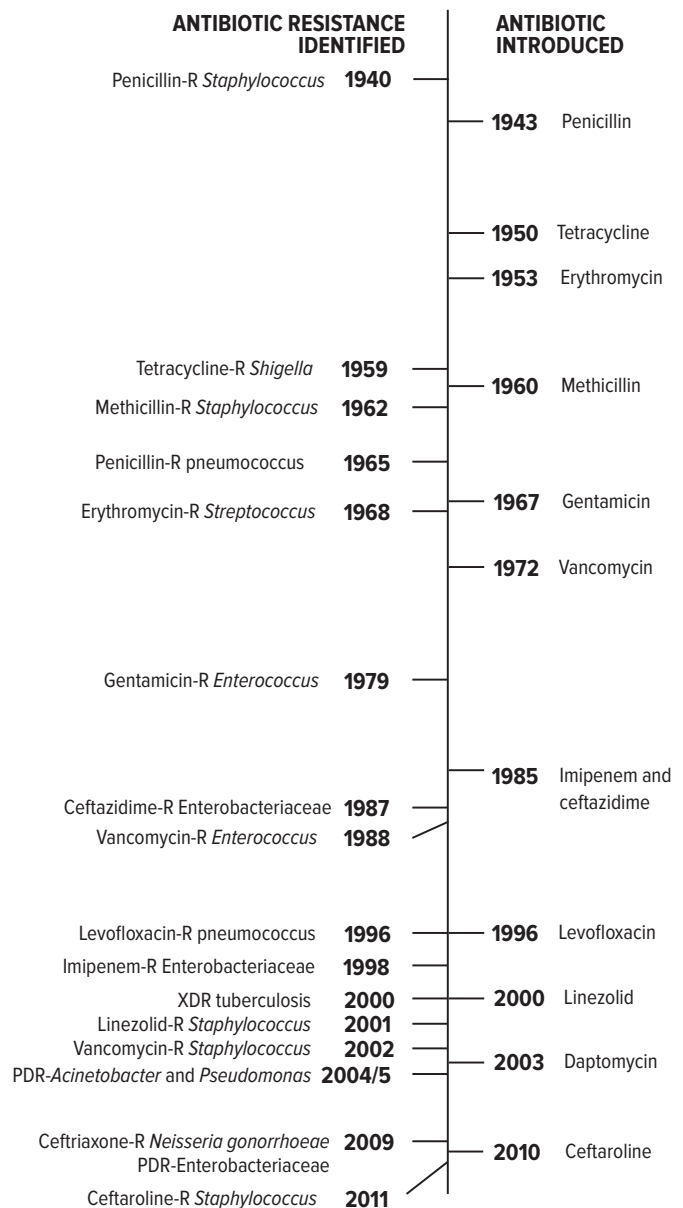 ANTIBIOTIC RESISTANCE
IDENTIFIED
ANTIBIOTIC
INTRODUCED
Penicillin-R Staphylococcus 1940
1943 Penicillin
1950 Tetracycline
1953 Erythromycin
Tetracycline-R Shigella 1959
1960 Methicillin
Methicillin-R Staphylococcus 1962
Penicillin-R pneumococcus 1965
1967 Gentamicin
Erythromycin-R Streptococcus 1968
1972 Vancomycin
Gentamicin-R Enterococcus 1979
1985 Imipenem and
ceftazidime
Ceftazidime-R Enterobacteriaceae 1987
Vancomycin-R Enterococcus 1988
Levofloxacin-R pneumococcus 1996
1996 Levofloxacin
Imipenem-R Enterobacteriaceae 1998
XDR tuberculosis 2000
2000 Linezolid
Linezolid-R Staphylococcus 2001
Vancomycin-R Staphylococcus 2002
2003 Daptomycin
PDR-Acinetobacter and Pseudomonas 2004/5
Ceftriaxone-R Neisseria gonorrhoeae 2009
PDR-Enterobacteriaceae
2010 Ceftaroline
Ceftaroline-R Staphylococcus 2011